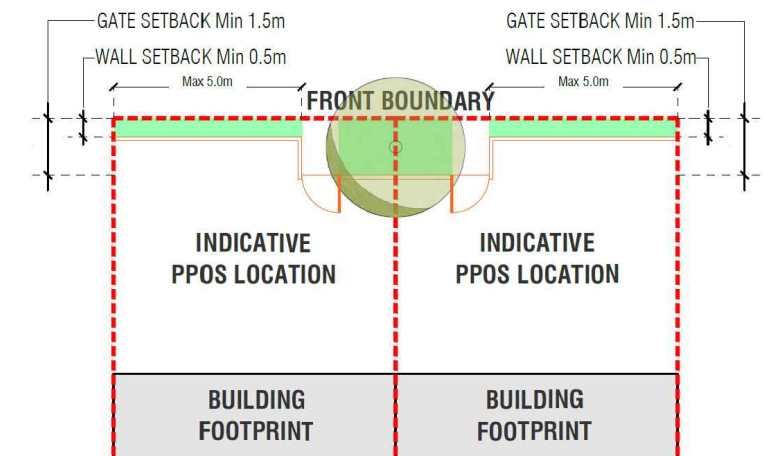 GATE SETBACK Min 1.5m
GATE SETBACK Min 1.5m
WALL SETBACK Min 0.5m
WALL SETBACK Min 0.5m
Max 5.0m
Max 5.0m
FRONT BOUNDARY
INDICATIVE
PPOS LOCATION
INDICATIVE
PPOS LOCATION
BUILDING
FOOTPRINT
BUILDING
FOOTPRINT